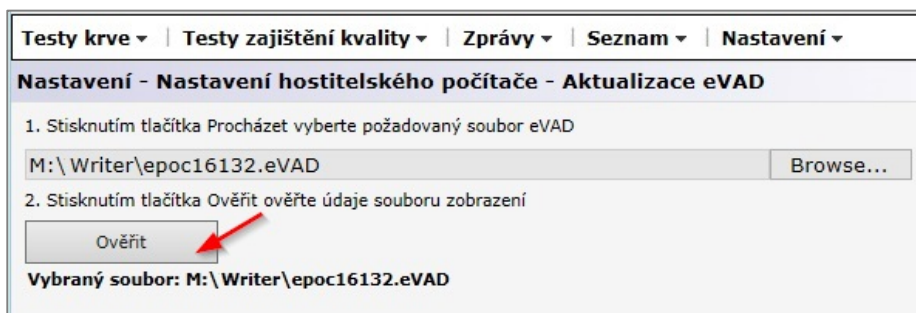 Testy krve ▾ | Testy zajištění kvality ▾ | Zprávy ▾ | Seznam ▾ | Nastavení ▾
Nastavení - Nastavení hostitelského počítače - Aktualizace eVAD
1. Stisknutím tlačítka Procházet vyberte požadovaný soubor eVAD
M:\ Writer\epoc16132.eVAD Browse...
2. Stisknutím tlačítka Ověřit ověřte údaje souboru zobrazení
Ověřit
Vybraný soubor: M:\Writer\epoc16132.eVAD